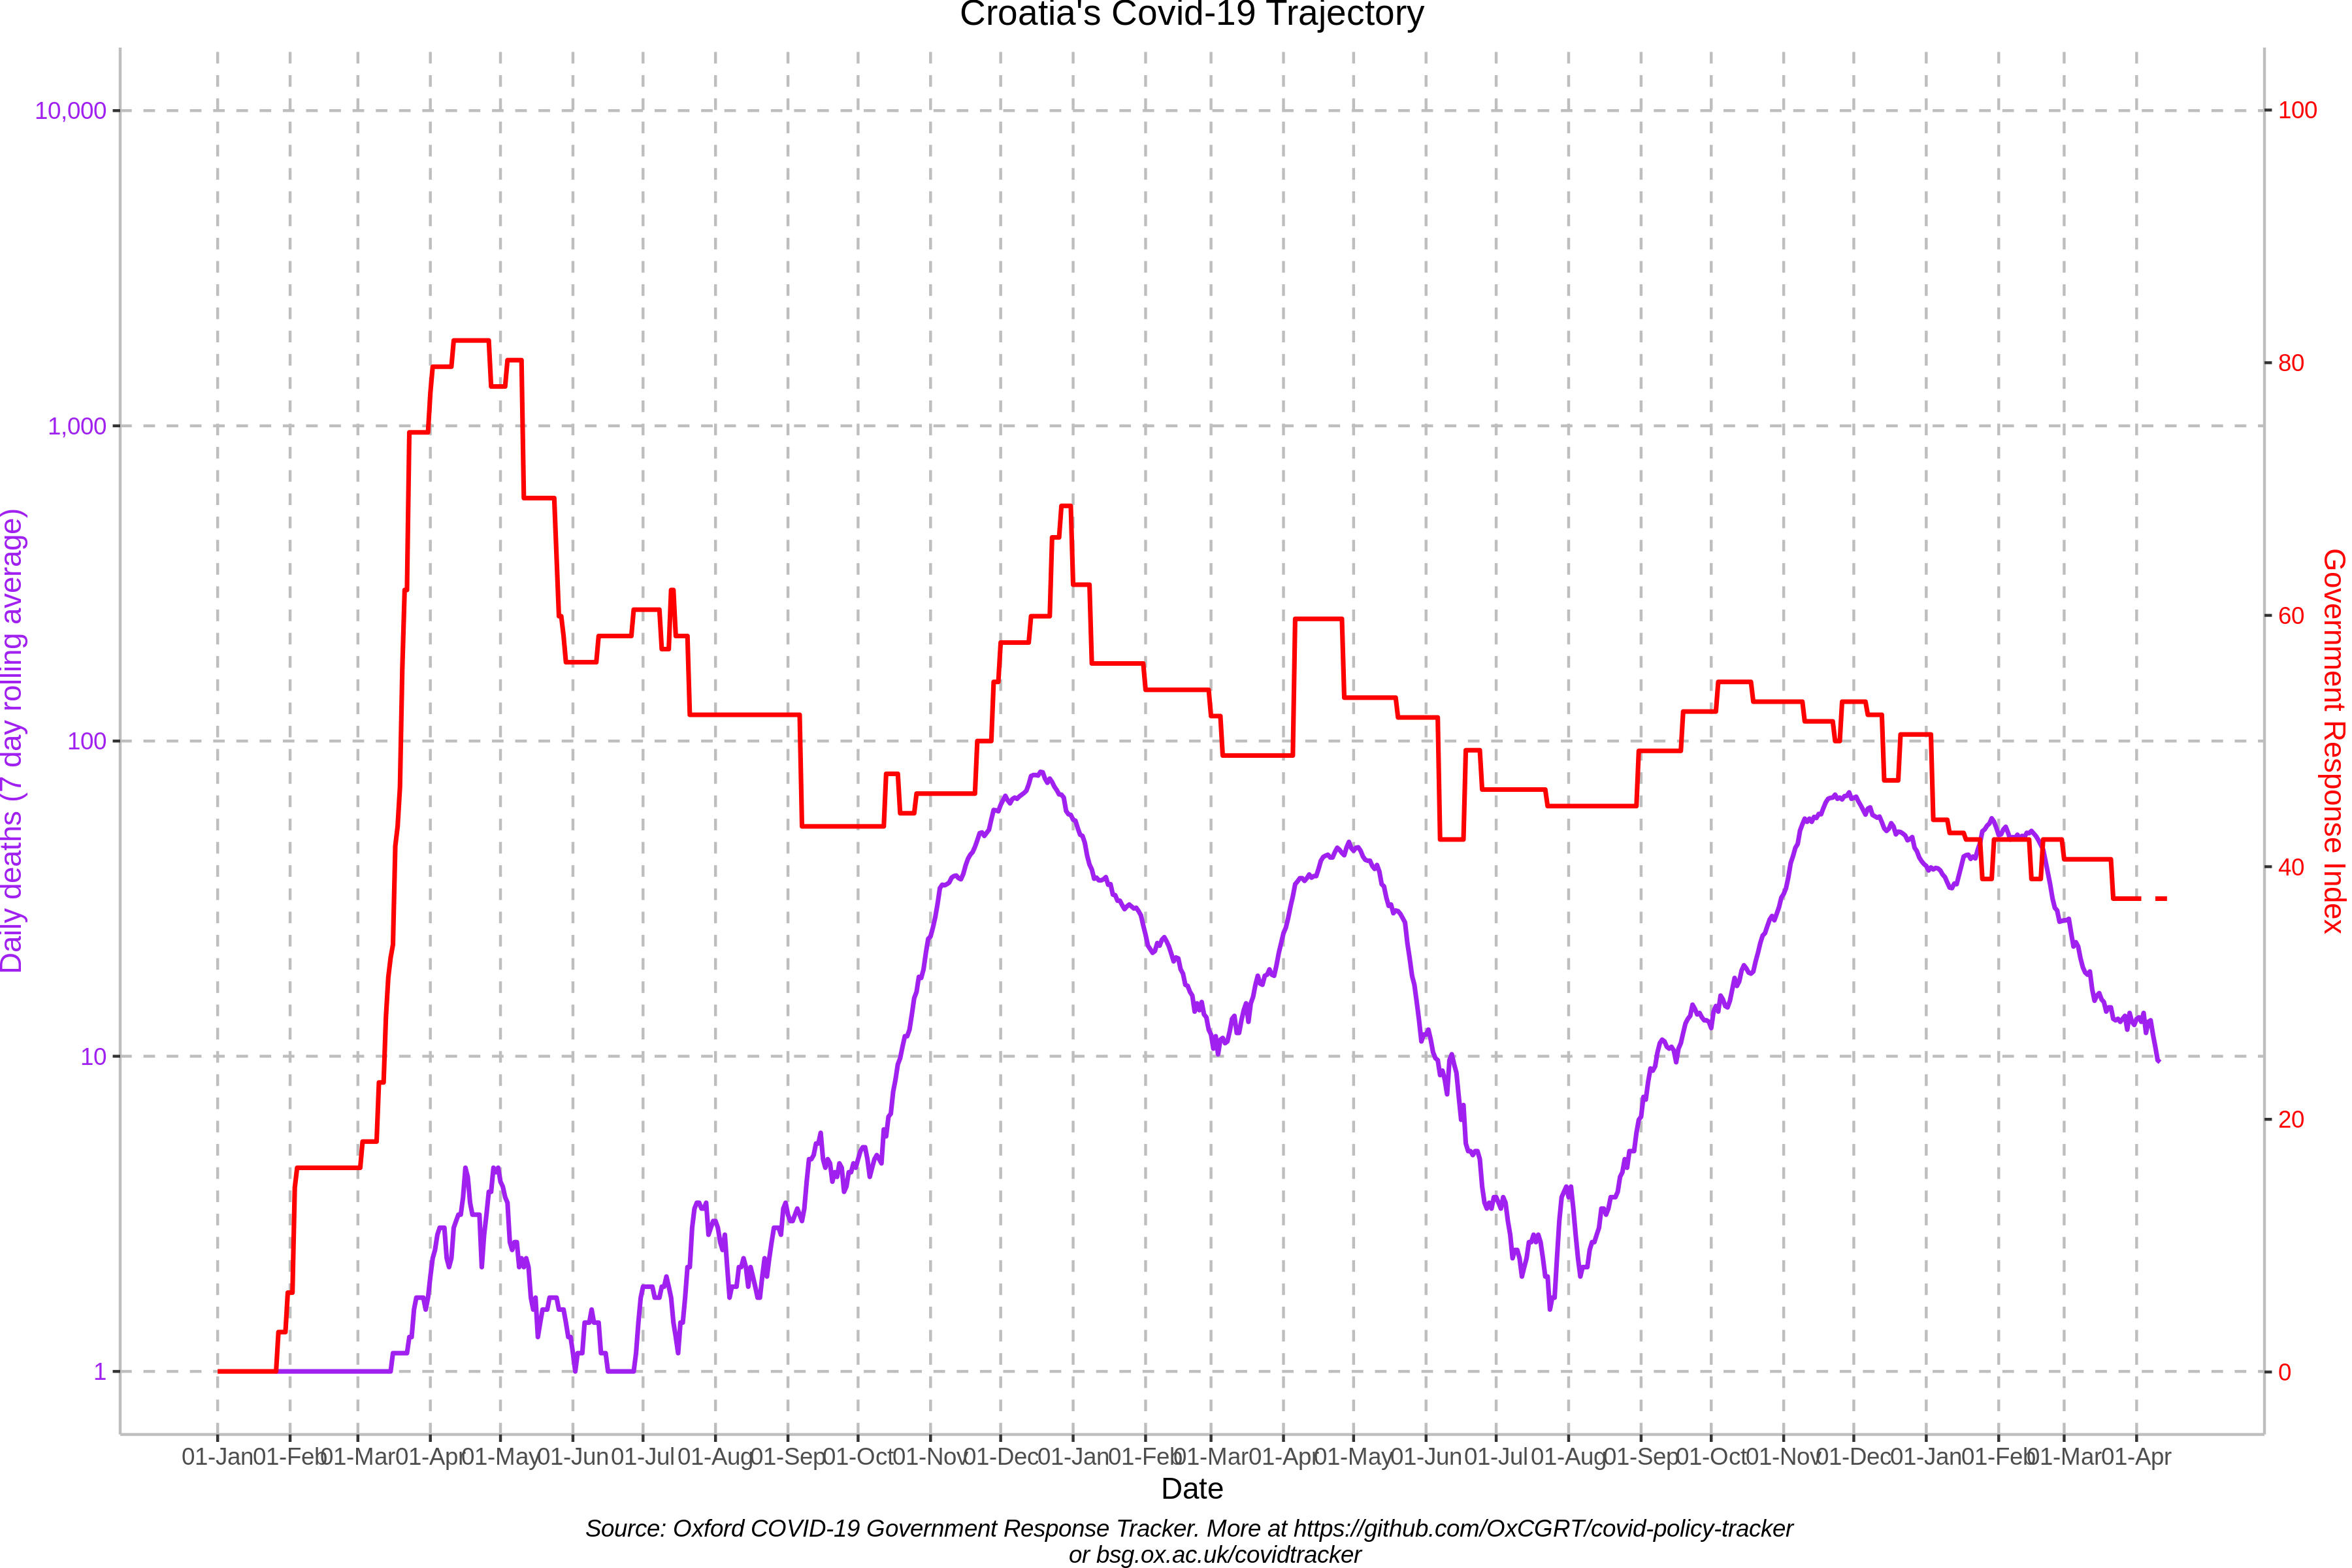 Croatia's Covid-19 Trajectory
10,000
1,000
100
10
1
Daily deaths (7 day rolling average)
100
80
60
40
20
0
Government Response Index
01-Jan 01-Feb 01-Mar 01-Apr 01-May 01-Jun 01-Jul 01-Aug 01-Sep 01-Oct 01-Nov 01-Dec 01-Jan 01-Feb 01-Mar 01-Apr 01-May 01-Jun 01-Jul 01-Aug 01-Sep 01-Oct 01-Nov 01-Dec 01-Jan 01-Feb 01-Mar 01-Apr
Date
Source: Oxford COVID-19 Government Response Tracker. More at https://github.com/OxCGRT/covid-policy-tracker
or bsg.ox.ac.uk/covidtracker